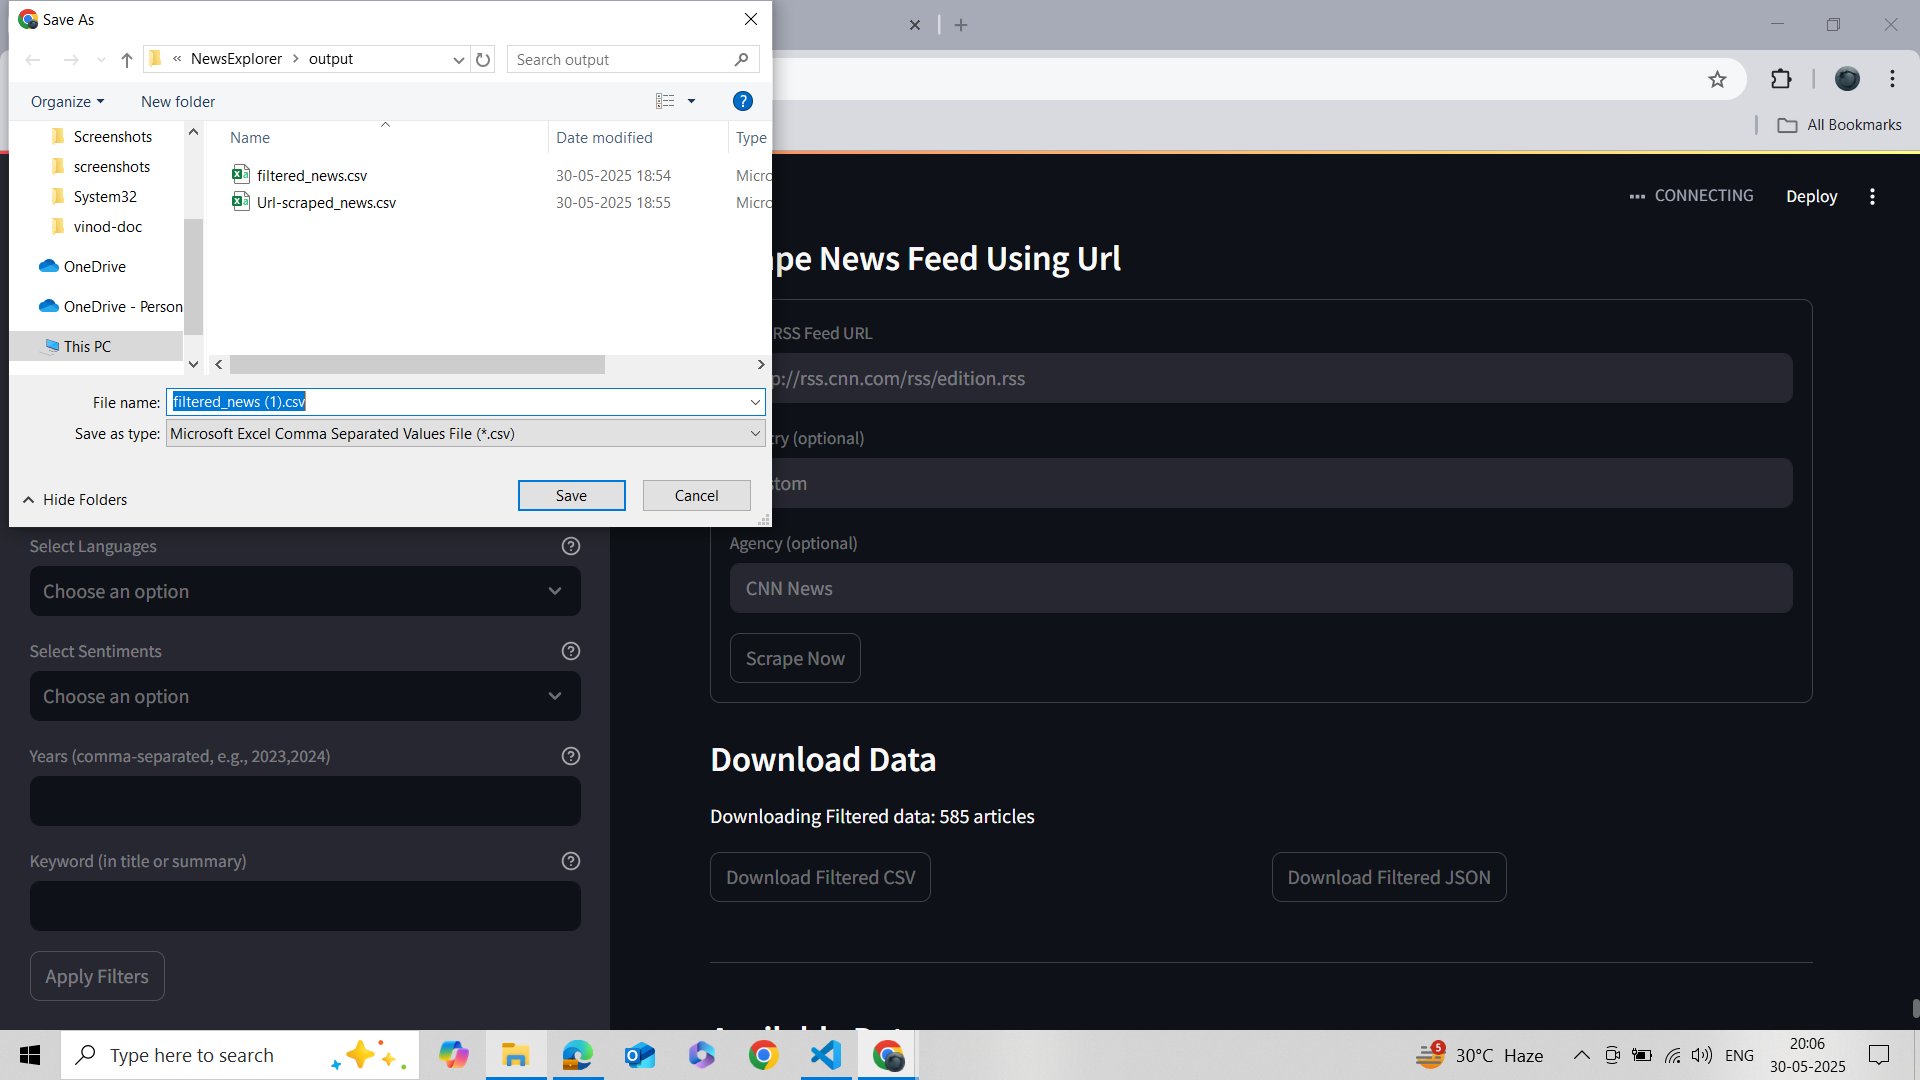 Save As
« NewsExplorer > output
Search output
Organize
New folder
Screenshots
screenshots
System32
vinod-doc
OneDrive
OneDrive - Person
This PC
Name Date modified Type
filtered_news.csv 30-05-2025 18:54 Micro
Url-scraped_news.csv 30-05-2025 18:55 Micro
File name: filtered_news (1).csv
Save as type: Microsoft Excel Comma Separated Values File (*.csv)
Hide Folders
Save
Cancel
All Bookmarks
CONNECTING
Deploy
pe News Feed Using Url
RSS Feed URL
p://rss.cnn.com/rss/edition.rss
try (optional)
stom
Agency (optional)
CNN News
Scrape Now
Select Languages
Choose an option
Select Sentiments
Choose an option
Years (comma-separated, e.g., 2023,2024)
Keyword (in title or summary)
Apply Filters
Download Data
Downloading Filtered data: 585 articles
Download Filtered CSV
Download Filtered JSON
Type here to search
5
30°C Haze
ENG
20:06
30-05-2025